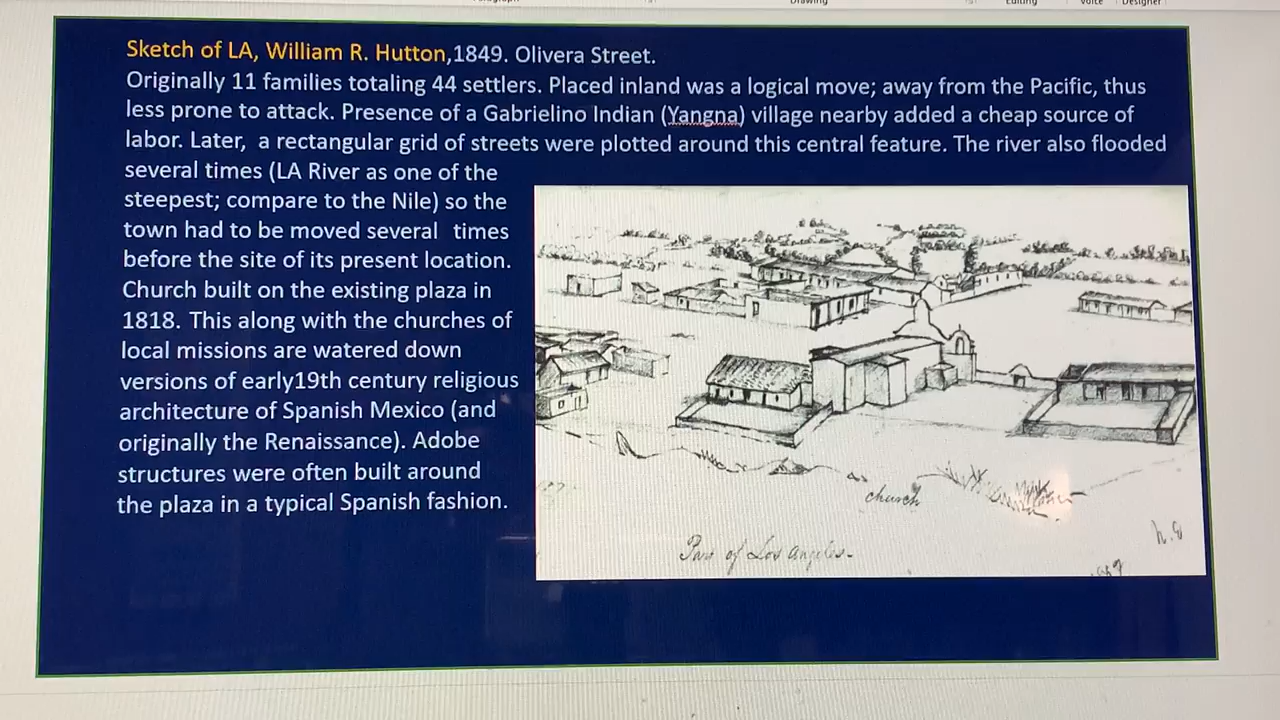 Drawing
Editing
Voice
Designer
Sketch of LA, William R. Hutton,1849. Olivera Street.
Originally 11 families totaling 44 settlers. Placed inland was a logical move; away from the Pacific, thus
less prone to attack. Presence of a Gabrielino Indian (Yangna) village nearby added a cheap source of
labor. Later, a rectangular grid of streets were plotted around this central feature. The river also flooded
several times (LA River as one of the
steepest; compare to the Nile) so the
town had to be moved several times
before the site of its present location.
Church built on the existing plaza in
1818. This along with the churches of
local missions are watered down
versions of early19th century religious
architecture of Spanish Mexico (and
originally the Renaissance). Adobe
structures were often built around
the plaza in a typical Spanish fashion.
church
Part of Los Angeles.